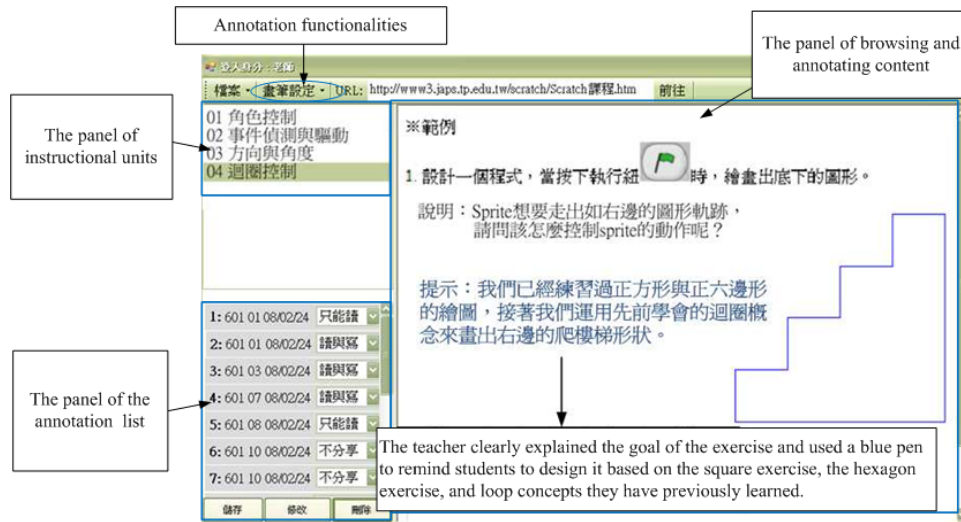 Annotation functionalities
The panel of browsing and
annotating content
登入身分 : 老師
檔案 畫筆設定 URL: http://www3.japs.tp.edu.tw/scratch/Scratch課程.htm 前往
The panel of
instructional units
01 角色控制
02 事件偵測與驅動
03 方向與角度
04 迴圈控制
※範例
1. 設計一個程式，當按下執行紐時，繪畫出底下的圖形。
說明：Sprite想要走出如右邊的圖形軌跡，
請問該怎麼控制sprite的動作呢？
提示：我們已經練習過正方形與正六邊形
的繪圖，接著我們運用先前學會的迴圈概
念來畫出右邊的爬樓梯形狀。
The panel of the
annotation list
1: 601 01 08/02/24 只能讀
2: 601 01 08/02/24 讀與寫
3: 601 03 08/02/24 讀與寫
4: 601 07 08/02/24 讀與寫
5: 601 08 08/02/24 只能讀
6: 601 10 08/02/24 不分享
7: 601 10 08/02/24 不分享
儲存 修改 刪除
The teacher clearly explained the goal of the exercise and used a blue pen
to remind students to design it based on the square exercise, the hexagon
exercise, and loop concepts they have previously learned.